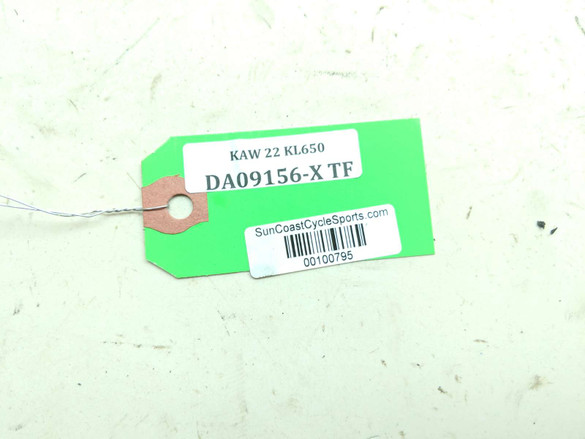 KAW 22 KL650
DA09156-X TF
SunCoastCycleSports.com
00100795